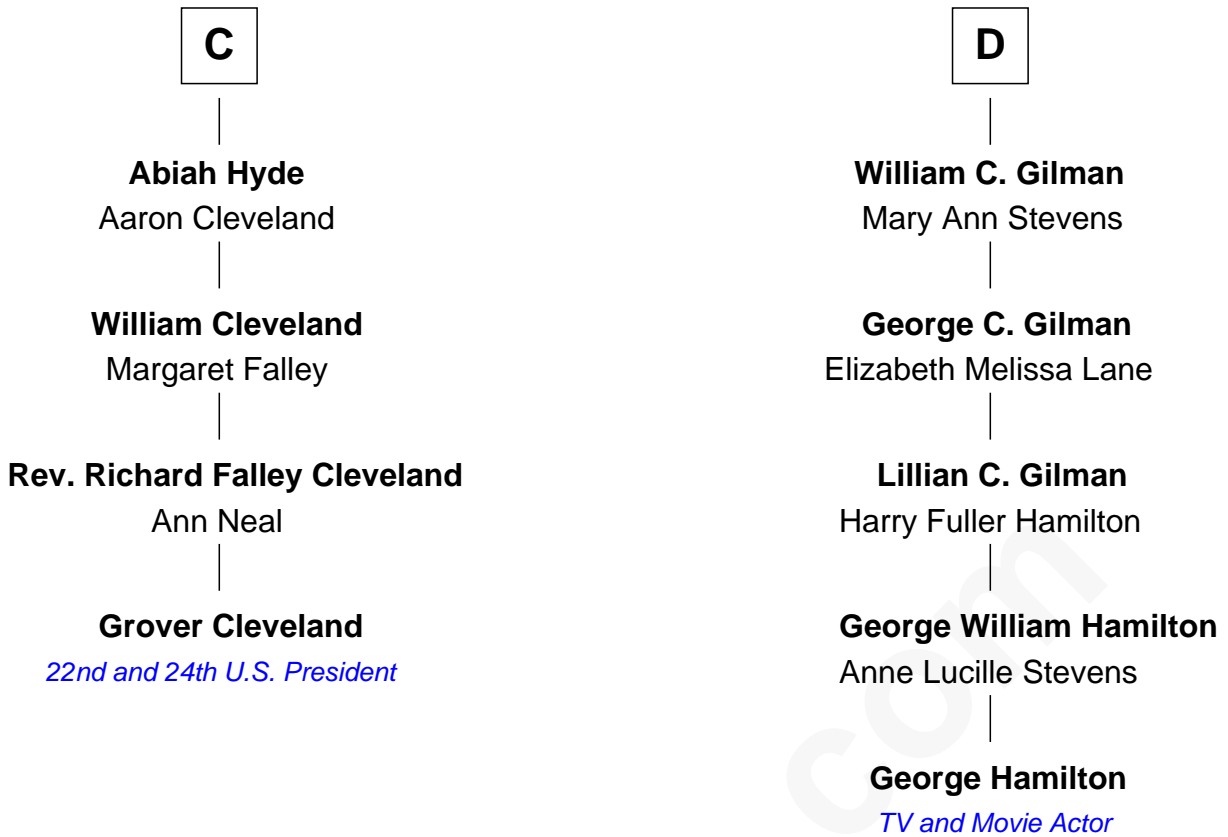 C
Abiah Hyde
Aaron Cleveland
William Cleveland
Margaret Falley
Rev. Richard Falley Cleveland
Ann Neal
Grover Cleveland
22nd and 24th U.S. President
D
William C. Gilman
Mary Ann Stevens
George C. Gilman
Elizabeth Melissa Lane
Lillian C. Gilman
Harry Fuller Hamilton
George William Hamilton
Anne Lucille Stevens
George Hamilton
TV and Movie Actor
com